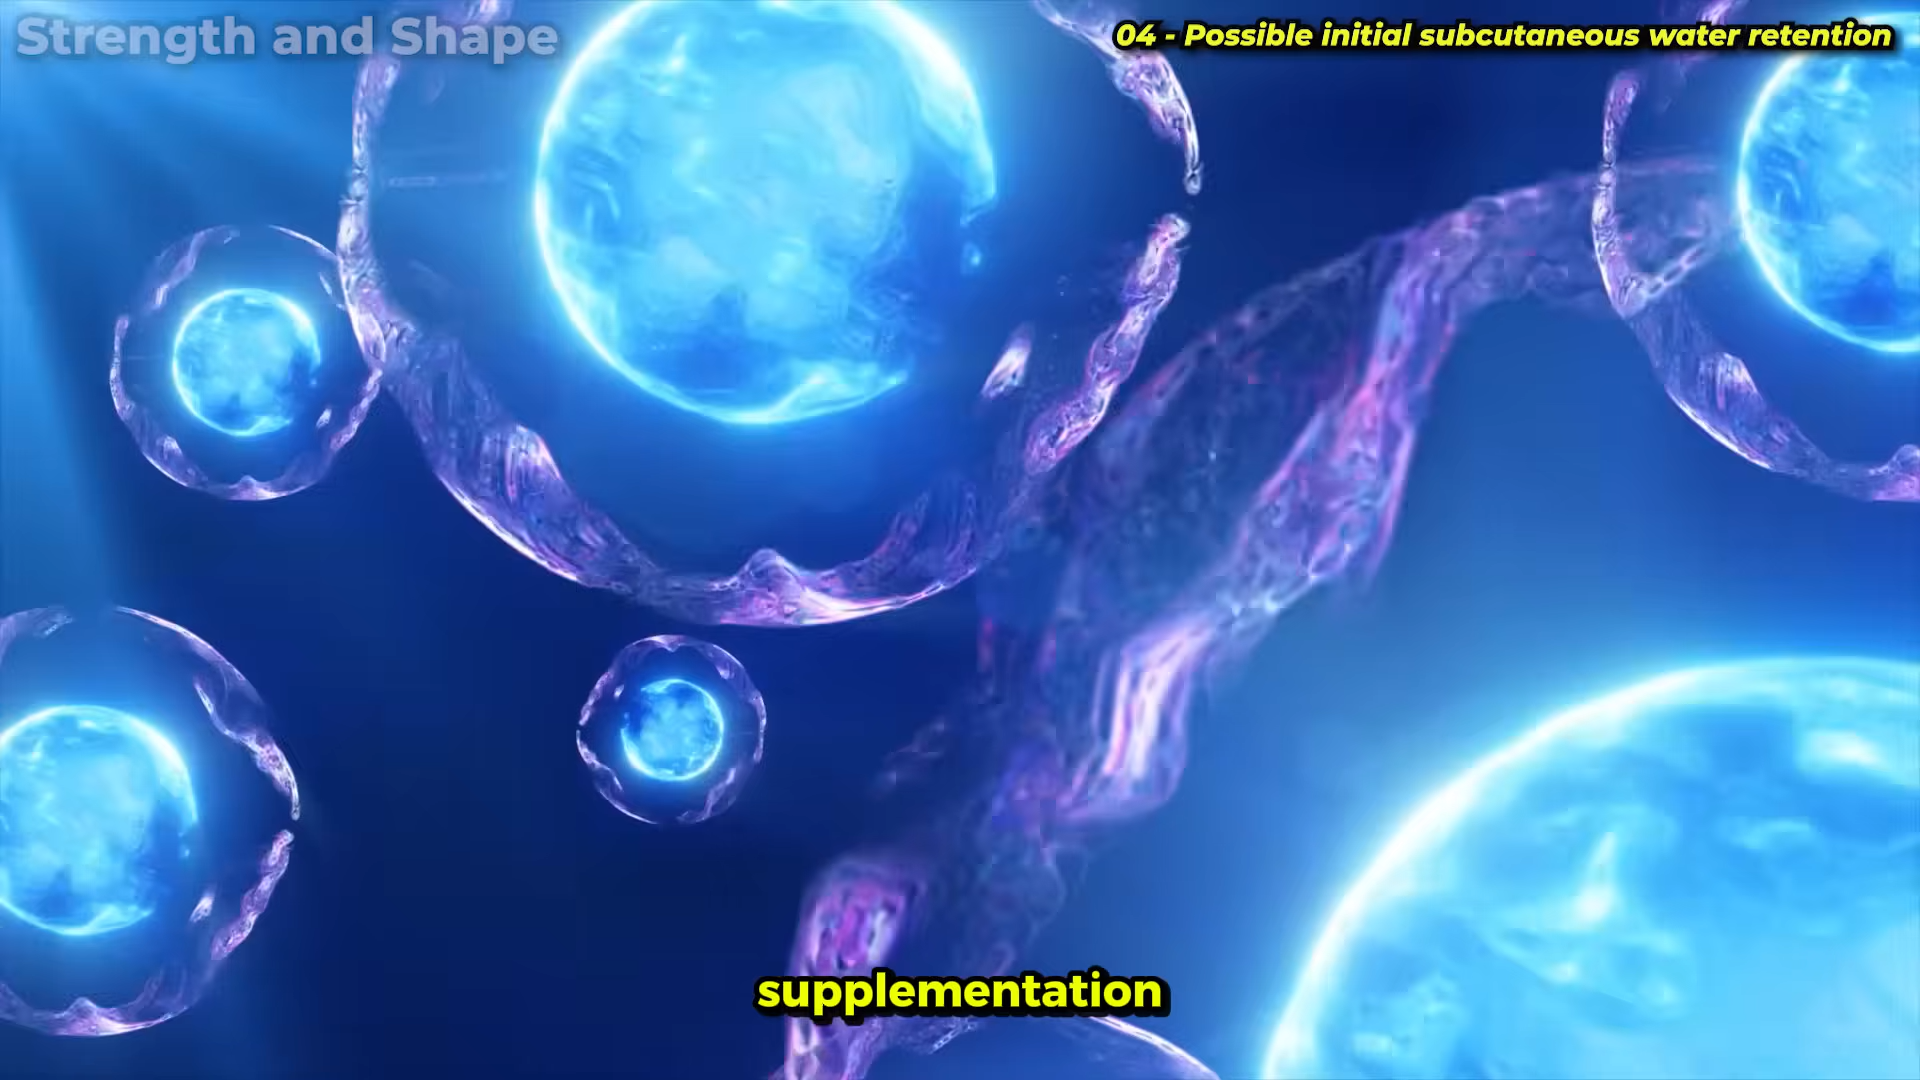 Strength and Shape
04 - Possible initial subcutaneous water retention
supplementation